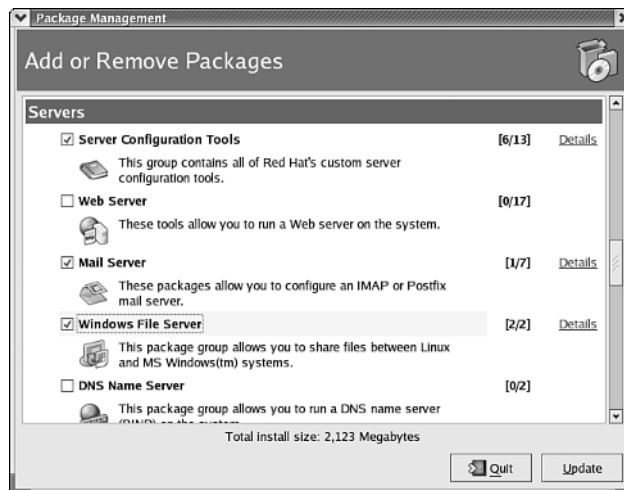 Package Management
Add or Remove Packages
Servers
Server Configuration Tools [6/13] Details
This group contains all of Red Hat's custom server
configuration tools.
Web Server [0/17]
These tools allow you to run a Web server on the system.
Mail Server [1/7] Details
These packages allow you to configure an IMAP or Postfix
mail server.
Windows File Server [2/2] Details
This package group allows you to share files between Linux
and MS Windows(tm) systems.
DNS Name Server [0/2]
This package group allows you to run a DNS name server
(BIND) on the system.
Total install size: 2,123 Megabytes
Quit Update